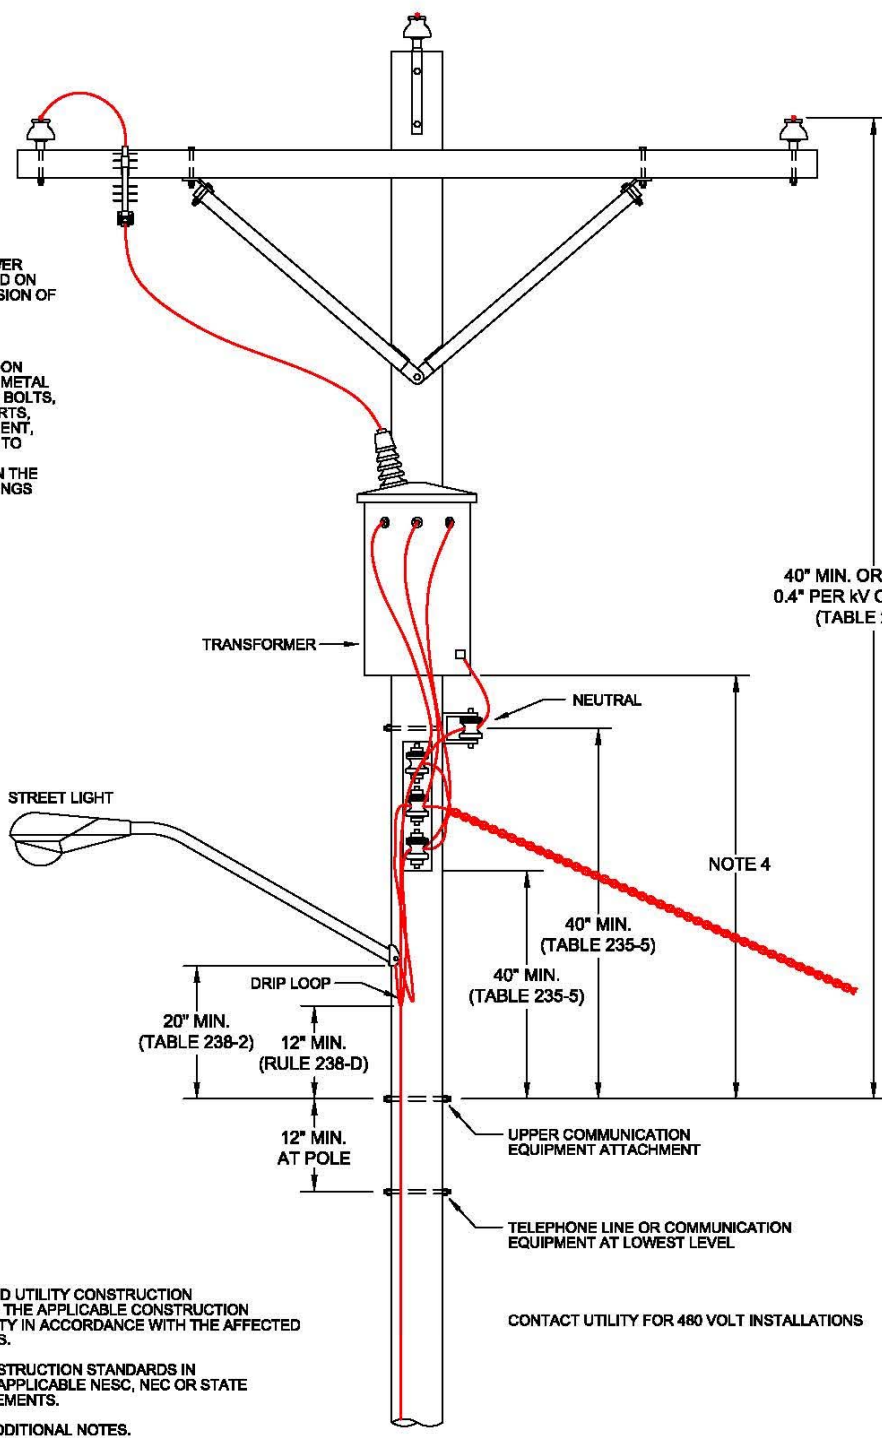 WER
D ON
SION OF
ON
METAL
BOLTS,
RTS,
ENT,
TO
N THE
NGS
40" MIN. OR
0.4" PER kV O
(TABLE 2
TRANSFORMER
NEUTRAL
STREET LIGHT
NOTE 4
40" MIN.
(TABLE 235-5)
40" MIN.
(TABLE 235-5)
DRIP LOOP
20" MIN.
(TABLE 238-2)
12" MIN.
(RULE 238-D)
12" MIN.
AT POLE
UPPER COMMUNICATION
EQUIPMENT ATTACHMENT
TELEPHONE LINE OR COMMUNICATION
EQUIPMENT AT LOWEST LEVEL
D UTILITY CONSTRUCTION
THE APPLICABLE CONSTRUCTION
TY IN ACCORDANCE WITH THE AFFECTED
S.
CONTACT UTILITY FOR 480 VOLT INSTALLATIONS
STRUCTION STANDARDS IN
APPLICABLE NESC, NEC OR STATE
EMENTS.
DDITIONAL NOTES.